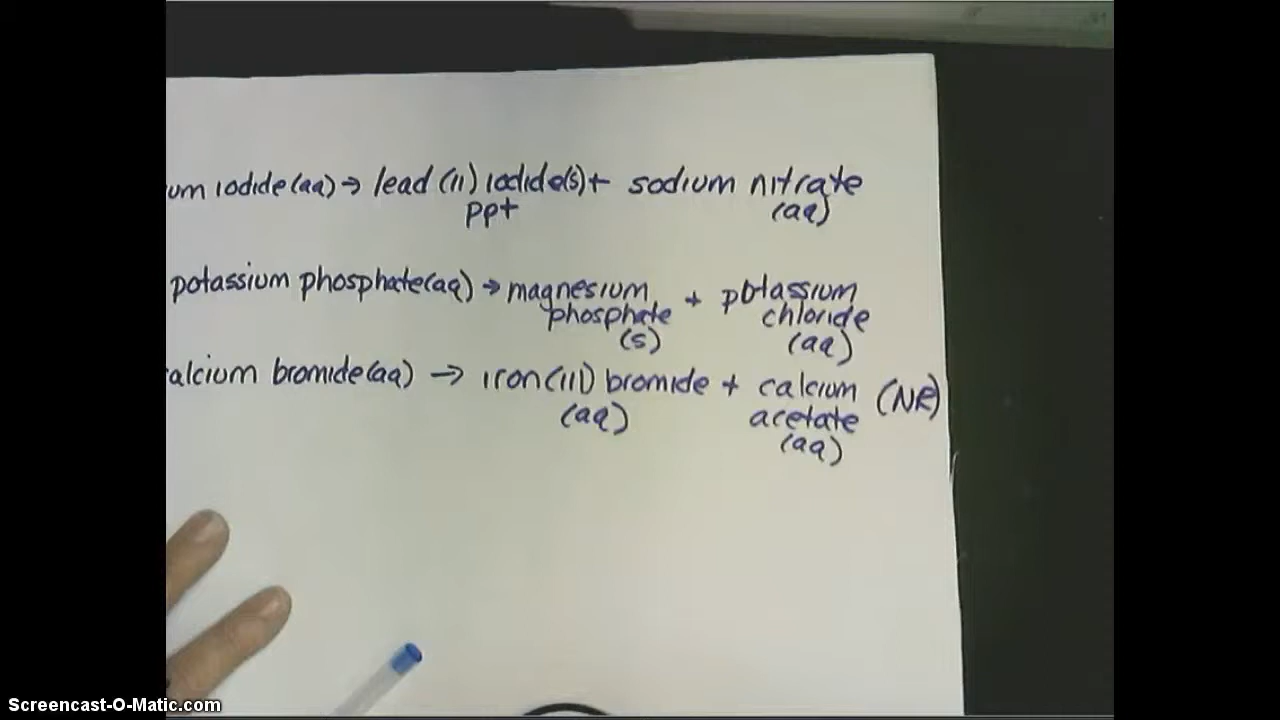 um iodide(aq) → lead (II) iodide(s) + sodium nitrate
ppt (aq)
potassium phosphate(aq) → magnesium + potassium
phosphate chloride
(s) (aq)
alcium bromide(aq) → iron(III) bromide + calcium (NR)
(aq) acetate
(aq)
Screencast-O-Matic.com